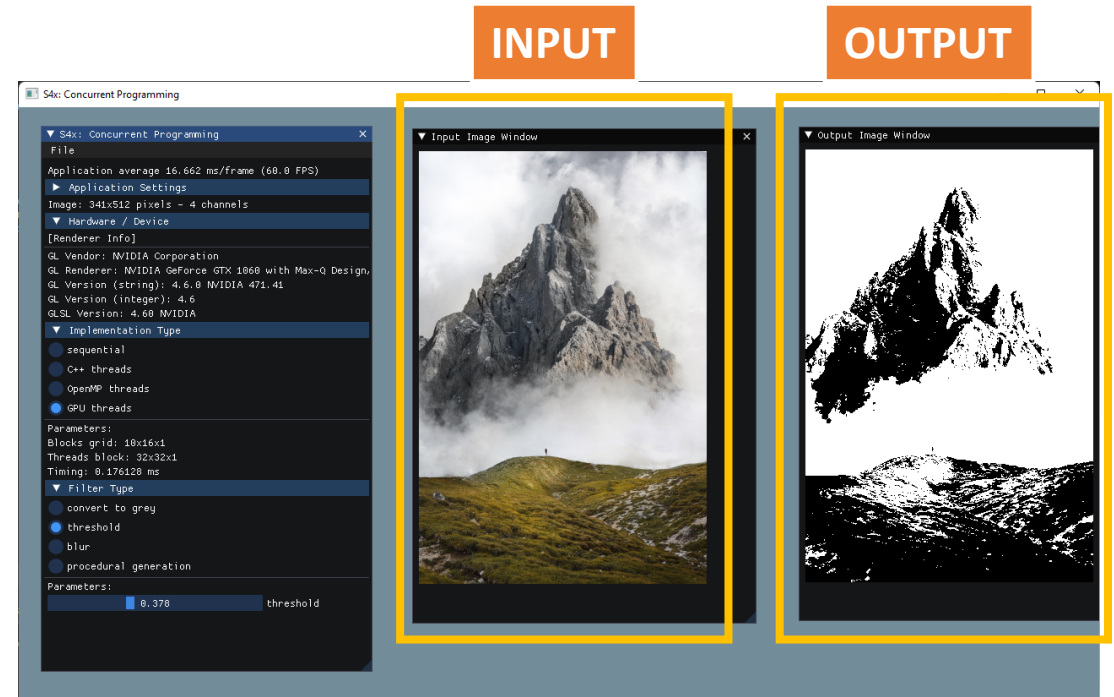 INPUT
OUTPUT
S4x: Concurrent Programming
S4x: Concurrent Programming
File
Application average 16.662 ms/frame (60.0 FPS)
Application Settings
Image: 341x512 pixels - 4 channels
Hardware / Device
[Renderer Info]
GL Vendor: NVIDIA Corporation
GL Renderer: NVIDIA GeForce GTX 1060 with Max-Q Design,
GL Version (string): 4.6.0 NVIDIA 471.41
GL Version (integer): 4.6
GLSL Version: 4.60 NVIDIA
Implementation Type
sequential
C++ threads
OpenMP threads
GPU threads
Parameters:
Blocks grid: 10x16x1
Threads block: 32x32x1
Timing: 0.176128 ms
Filter Type
convert to grey
threshold
blur
procedural generation
Parameters:
0.378 threshold
Input Image Window
Output Image Window